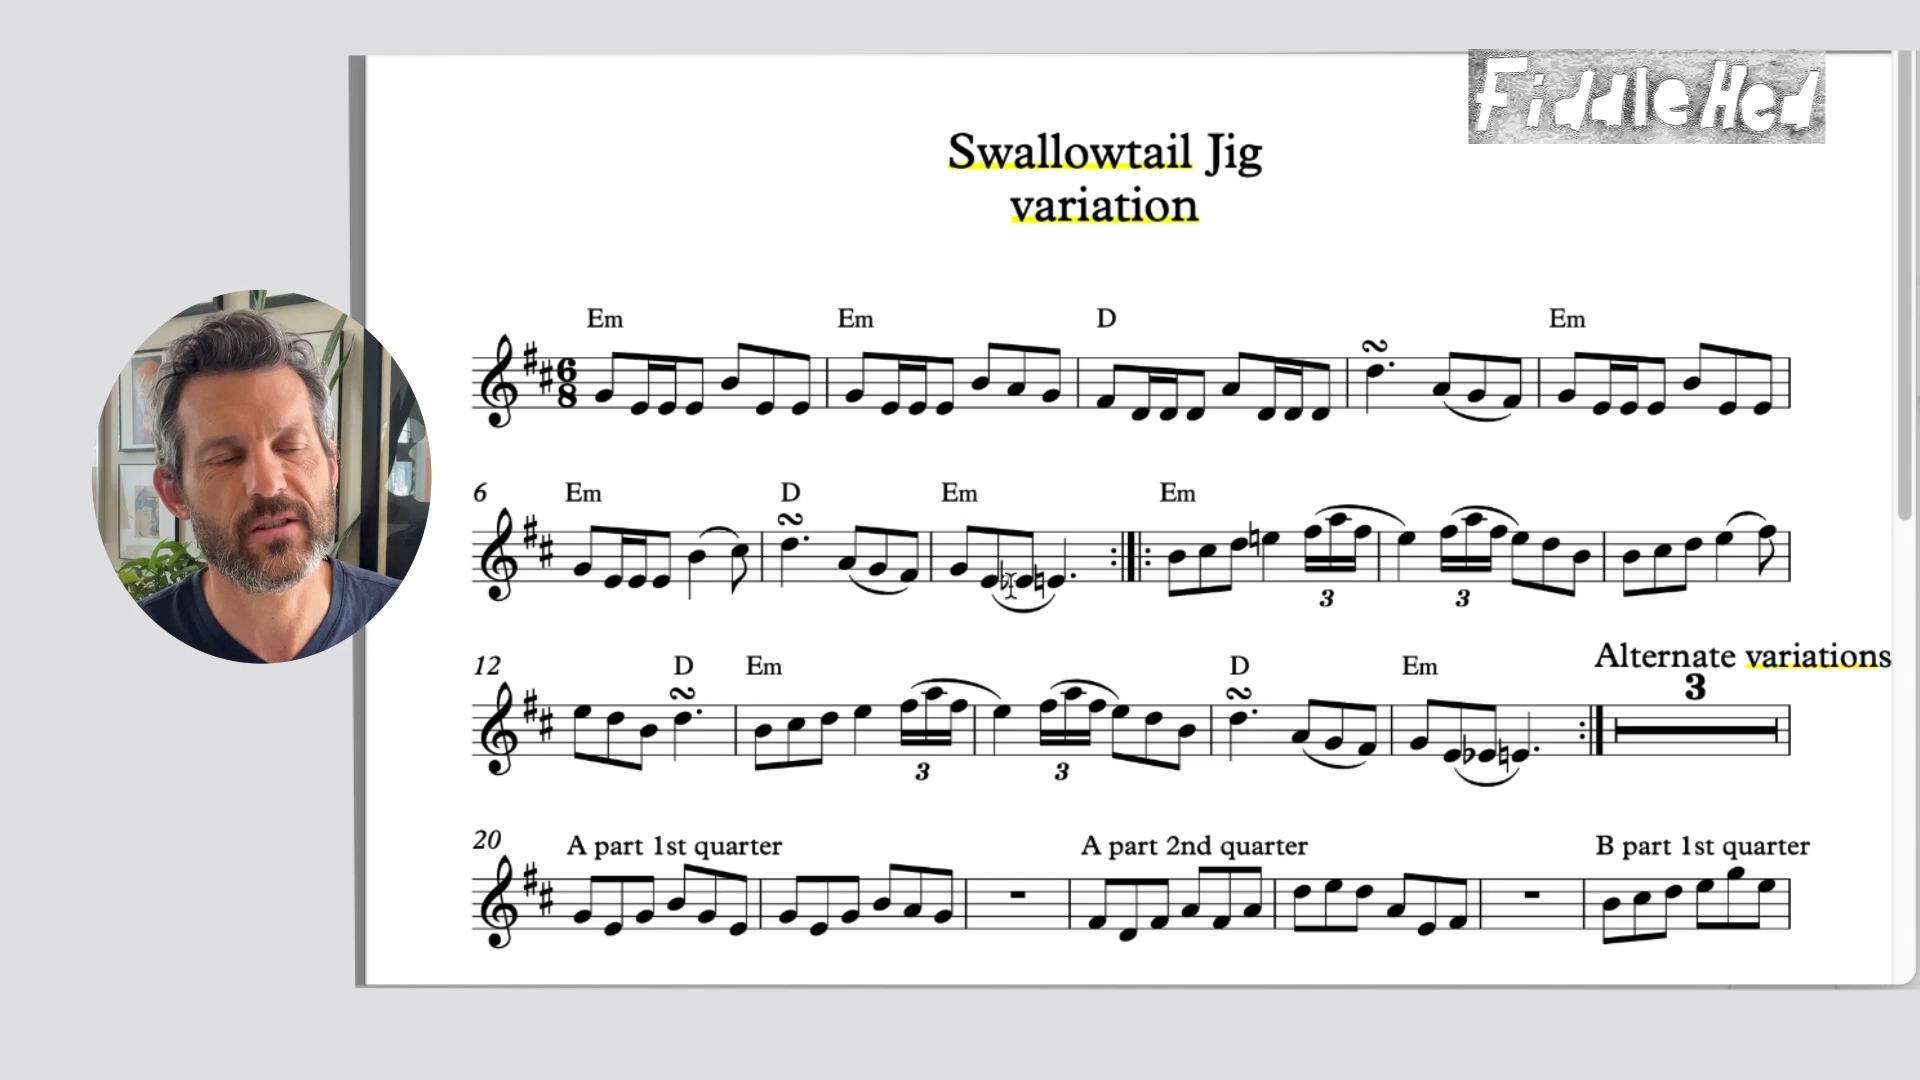 FiddleHed
Swallowtail Jig
variation
Em Em D Em
6 8
6 Em D Em Em
3 3
Alternate variations
12 D Em D Em 3
3 3
20 A part 1st quarter A part 2nd quarter B part 1st quarter